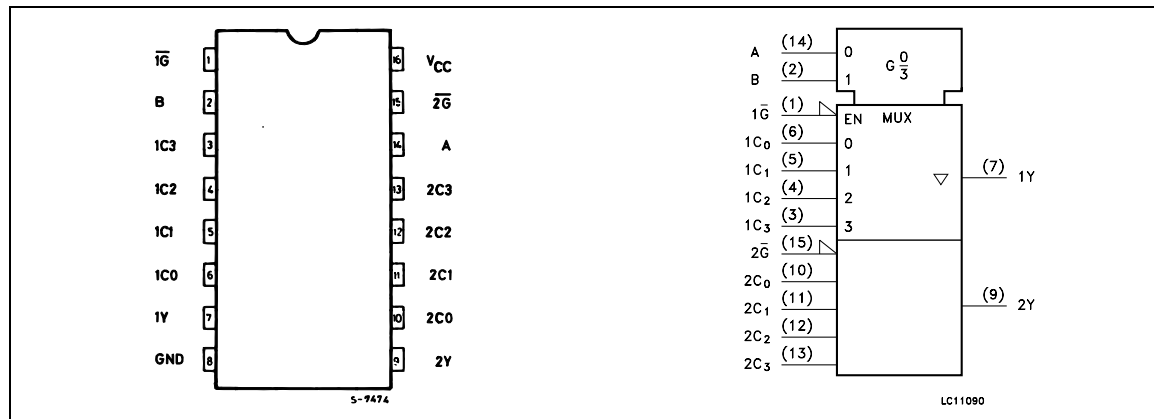 1G̅ 1 16 VCC
B 2 15 2G̅
1C3 3 14 A
1C2 4 13 2C3
1C1 5 12 2C2
1C0 6 11 2C1
1Y 7 10 2C0
GND 8 9 2Y
S-7474
A (14) 0 G 0/3
B (2) 1
1G̅ (1) EN MUX
1C₀ (6) 0
1C₁ (5) 1
(7) 1Y
1C₂ (4) 2
1C₃ (3) 3
2G̅ (15)
2C₀ (10)
(9) 2Y
2C₁ (11)
2C₂ (12)
2C₃ (13)
LC11090